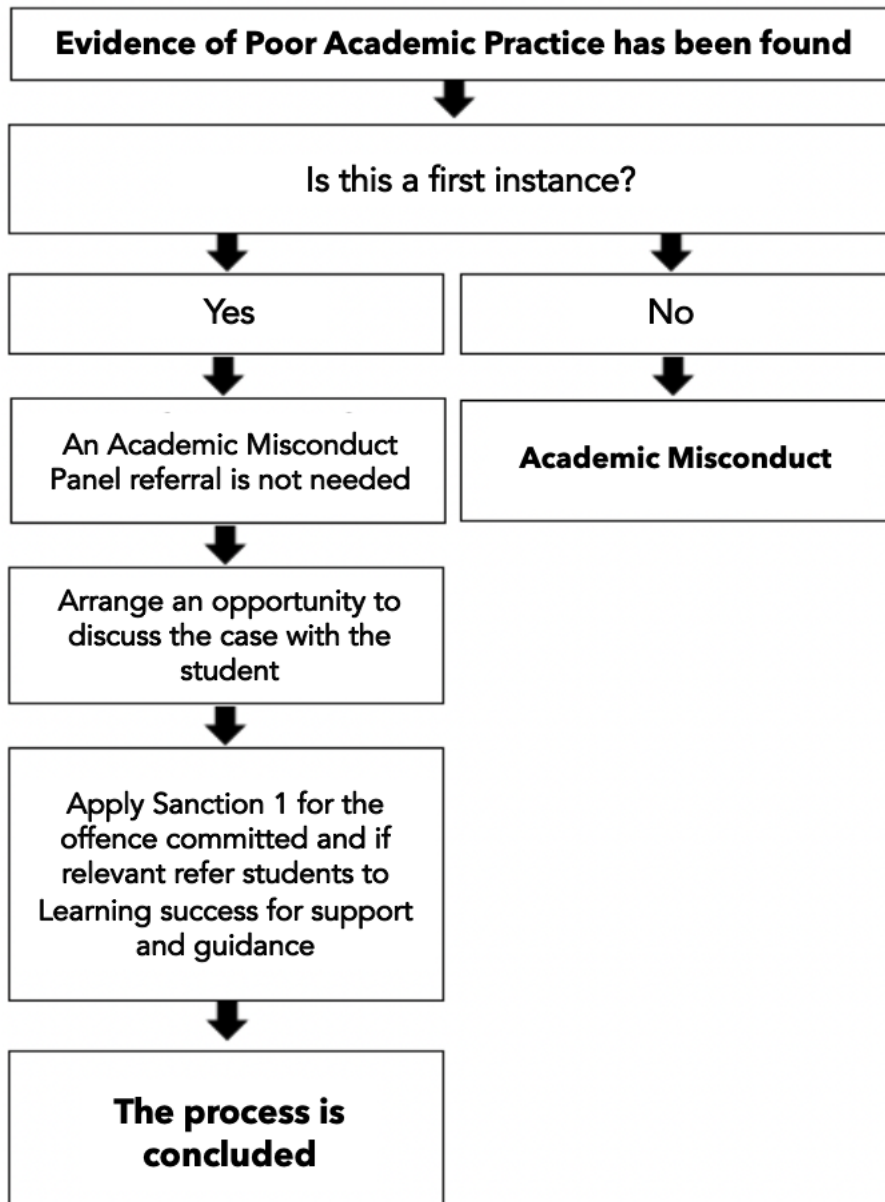 Evidence of Poor Academic Practice has been found
Is this a first instance?
Yes
No
An Academic Misconduct
Panel referral is not needed
Academic Misconduct
Arrange an opportunity to
discuss the case with the
student
Apply Sanction 1 for the
offence committed and if
relevant refer students to
Learning success for support
and guidance
The process is
concluded